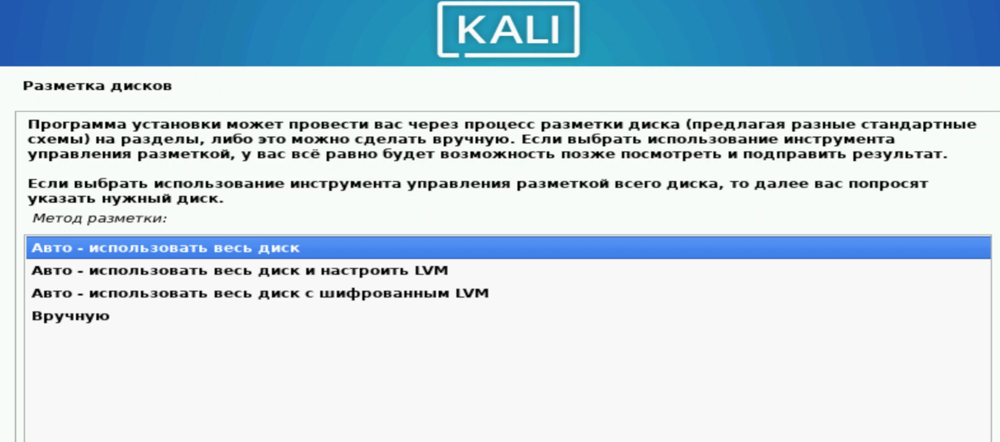 KALI
Разметка дисков
Программа установки может провести вас через процесс разметки диска (предлагая разные стандартные
схемы) на разделы, либо это можно сделать вручную. Если выбрать использование инструмента
управления разметкой, у вас всё равно будет возможность позже посмотреть и подправить результат.
Если выбрать использование инструмента управления разметкой всего диска, то далее вас попросят
указать нужный диск.
Метод разметки:
Авто - использовать весь диск
Авто - использовать весь диск и настроить LVM
Авто - использовать весь диск с шифрованным LVM
Вручную